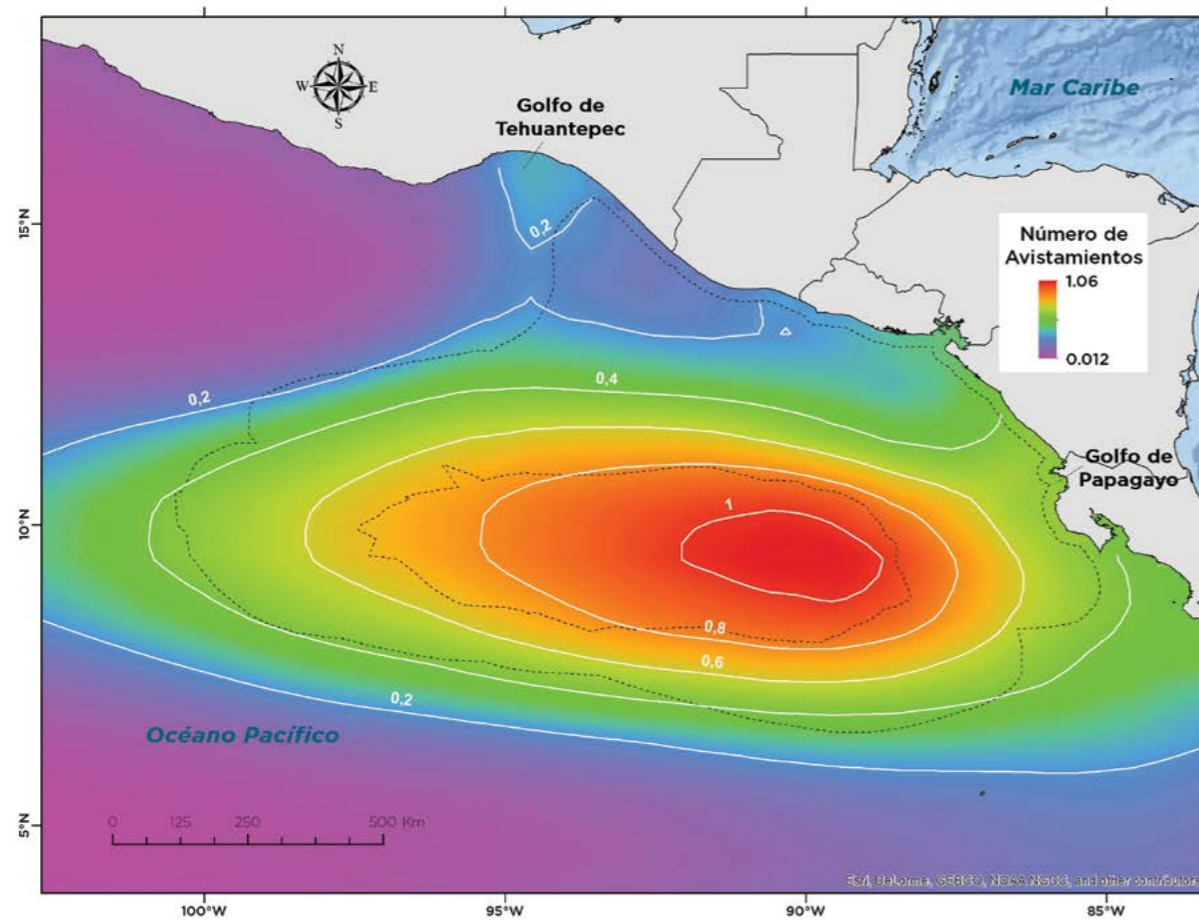 N
W
E
S
Golfo de
Tehuantepec
Mar Caribe
15°N
0,2
Número de
Avistamientos
1.06
0.012
0,4
0,2
Golfo de
Papagayo
1
10°N
0,8
0,6
0,2
Océano Pacífico
5°N
0 125 250 500 Km
Esri, DeLorme, GEBCO, NOAA NGDC, and other contributors
100°W
95°W
90°W
85°W